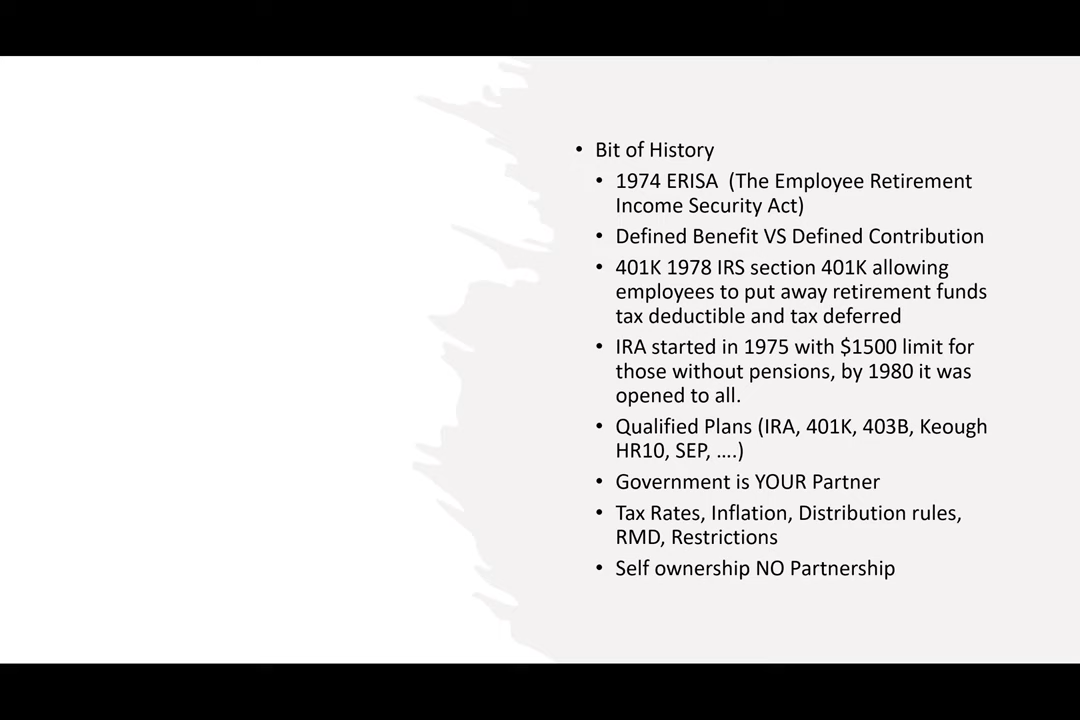 • Bit of History
• 1974 ERISA  (The Employee Retirement
Income Security Act)
• Defined Benefit VS Defined Contribution
• 401K 1978 IRS section 401K allowing
employees to put away retirement funds
tax deductible and tax deferred
• IRA started in 1975 with $1500 limit for
those without pensions, by 1980 it was
opened to all.
• Qualified Plans (IRA, 401K, 403B, Keough
HR10, SEP, ….)
• Government is YOUR Partner
• Tax Rates, Inflation, Distribution rules,
RMD, Restrictions
• Self ownership NO Partnership